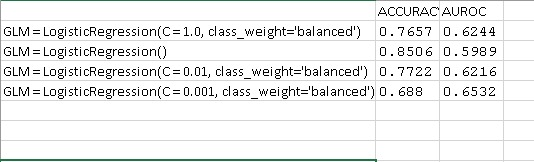 ACCURAC AUROC
GLM = LogisticRegression(C = 1.0, class_weight='balanced') 0.7657 0.6244
GLM = LogisticRegression() 0.8506 0.5989
GLM = LogisticRegression(C = 0.01, class_weight='balanced') 0.7722 0.6216
GLM = LogisticRegression(C = 0.001, class_weight='balanced') 0.688 0.6532